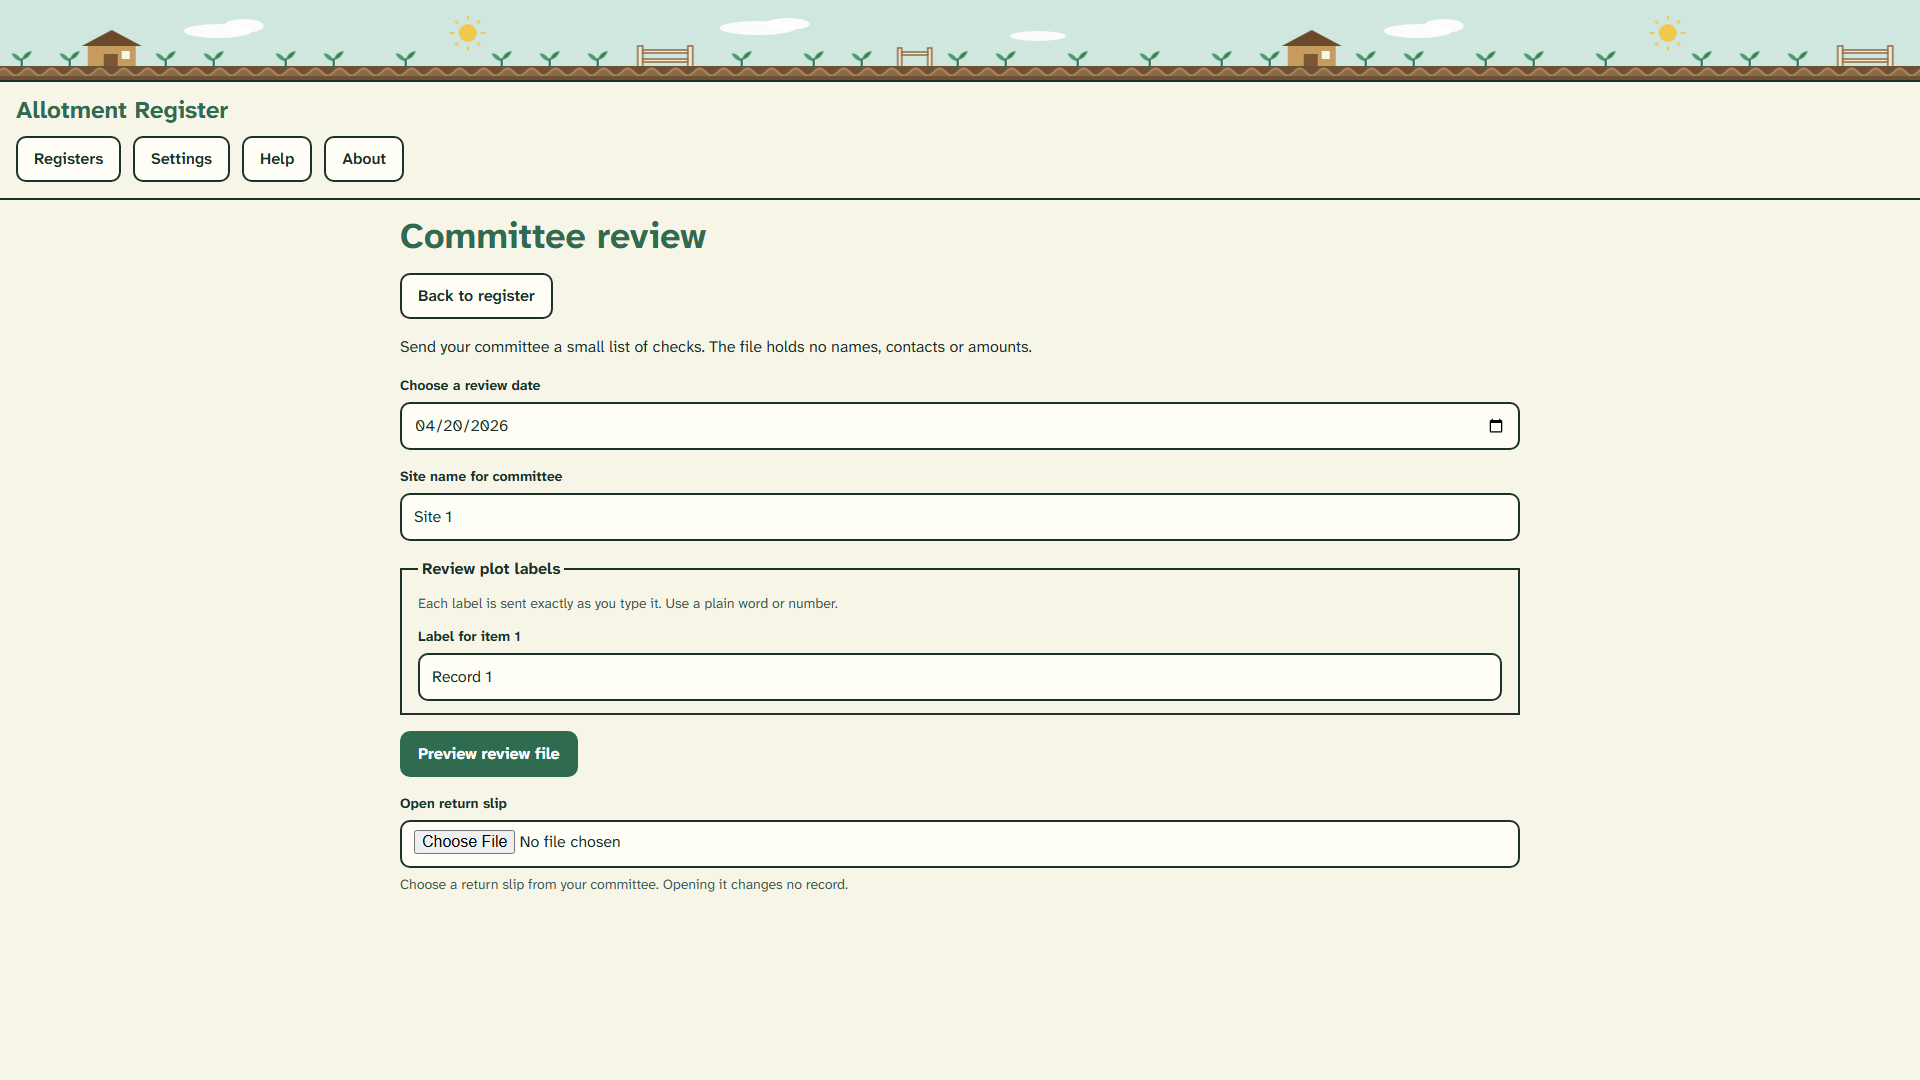 Allotment Register
Registers
Settings
Help
About
Committee review
Back to register
Send your committee a small list of checks. The file holds no names, contacts or amounts.
Choose a review date
04/20/2026
Site name for committee
Site 1
Review plot labels
Each label is sent exactly as you type it. Use a plain word or number.
Label for item 1
Record 1
Preview review file
Open return slip
Choose File No file chosen
Choose a return slip from your committee. Opening it changes no record.